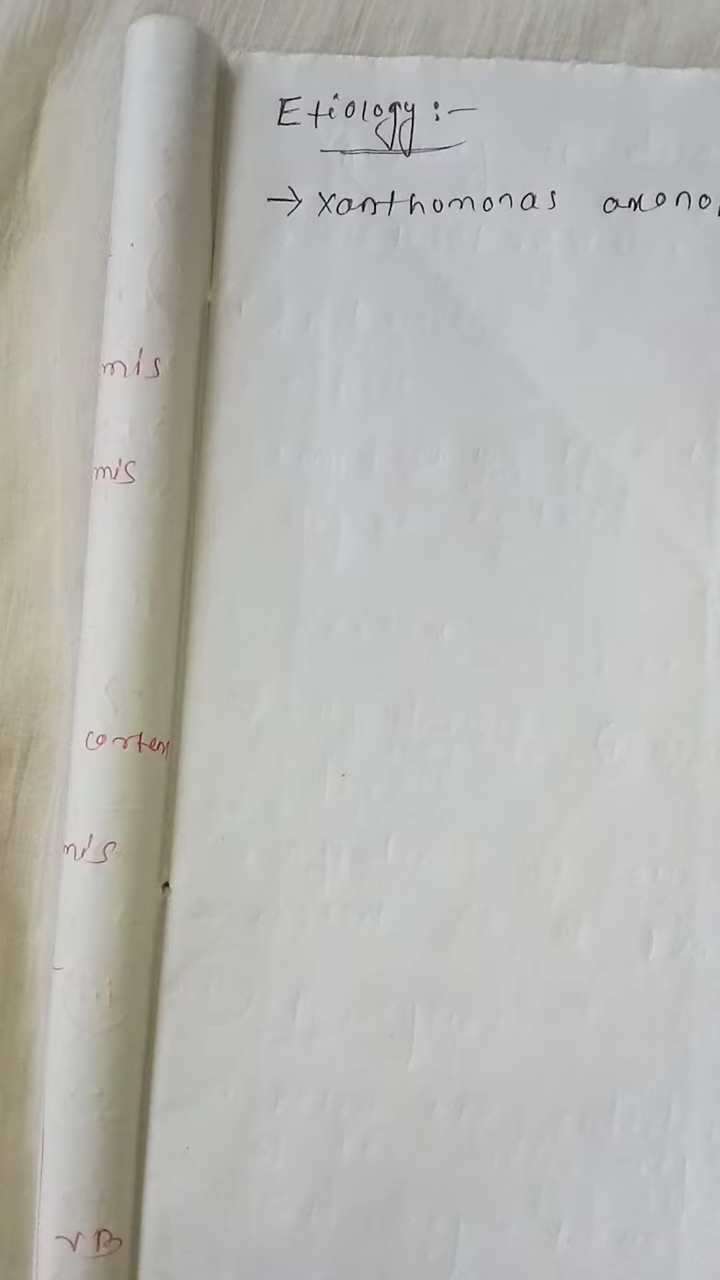 Etiology :-
→ Xanthomonas axono
m/s
m/s
cortex
m/s
VB